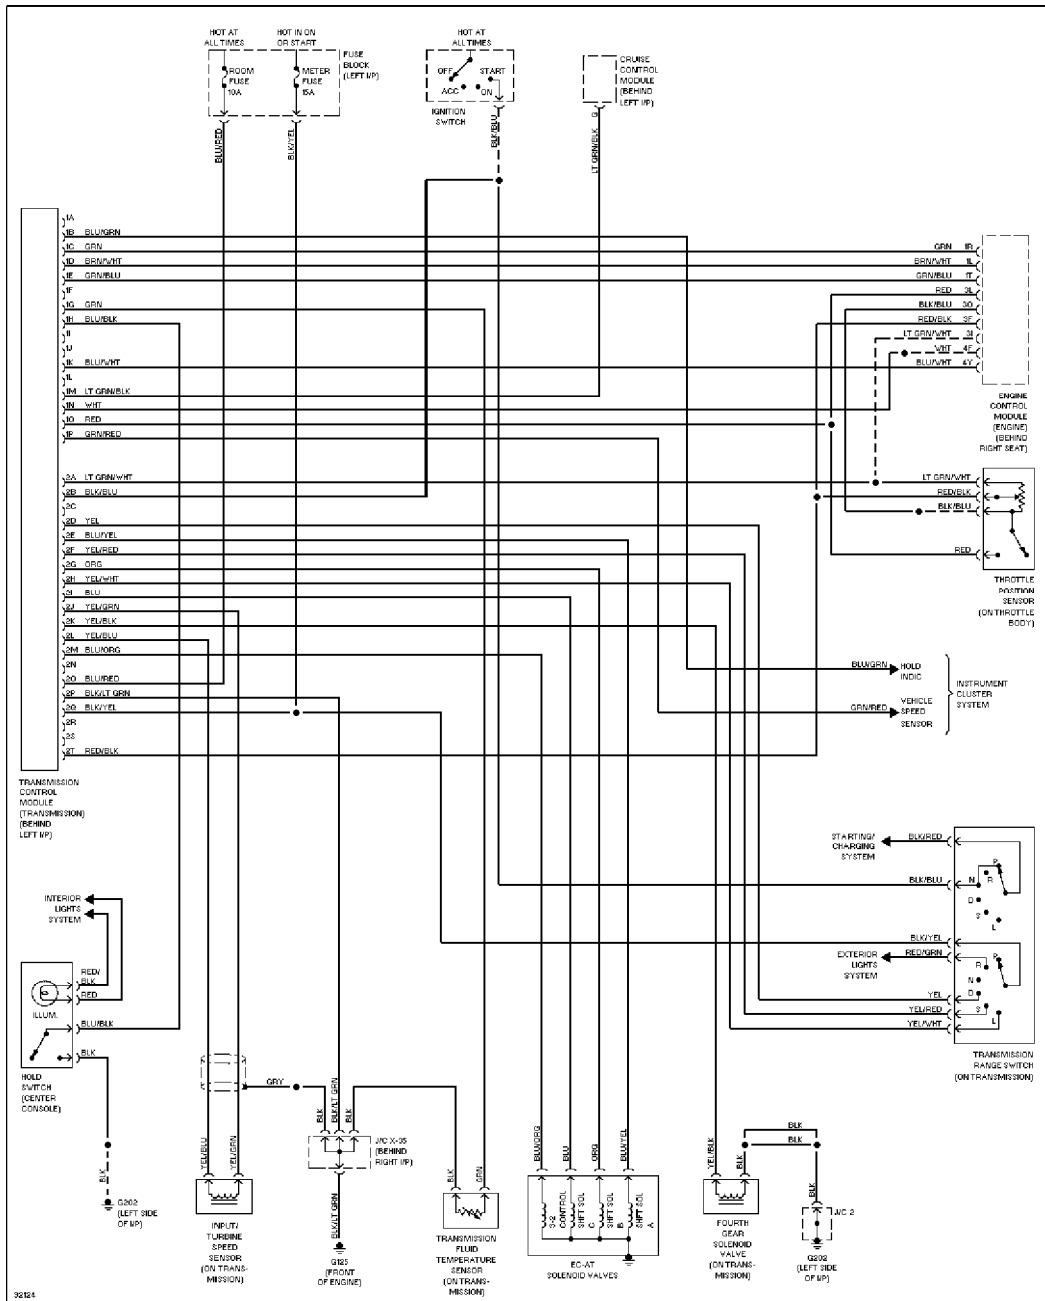 HOT AT
ALL TIMES
HOT IN ON
OR START
ROOM
FUSE
10A
METER
FUSE
15A
FUSE
BLOCK
(LEFT I/P)
HOT AT
ALL TIMES
OFF
START
ACC
ON
IGNITION
SWITCH
CRUISE
CONTROL
MODULE
(BEHIND
LEFT I/P)
BLU/RED
BLK/YEL
BLK/BLU
G
LT GRN/BLK
1A
1B BLU/GRN
1C GRN
1D BRN/WHT
1E GRN/BLU
1F
1G GRN
1H BLU/BLK
1I
1J
1K BLU/WHT
1L
1M LT GRN/BLK
1N WHT
1O RED
1P GRN/RED
2A LT GRN/WHT
2B BLK/BLU
2C
2D YEL
2E BLU/YEL
2F YEL/RED
2G ORG
2H YEL/WHT
2I BLU
2J YEL/GRN
2K YEL/BLK
2L YEL/BLU
2M BLU/ORG
2N
2O BLU/RED
2P BLK/LT GRN
2Q BLK/YEL
2R
2S
2T RED/BLK
TRANSMISSION
CONTROL
MODULE
(TRANSMISSION)
(BEHIND
LEFT I/P)
GRN 1R
BRN/WHT 1L
GRN/BLU 1T
RED 3L
BLK/BLU 3O
RED/BLK 3F
LT GRN/WHT 3I
WHT 4F
BLU/WHT 4Y
ENGINE
CONTROL
MODULE
(ENGINE)
(BEHIND
RIGHT SEAT)
LT GRN/WHT
RED/BLK
BLK/BLU
RED
THROTTLE
POSITION
SENSOR
(ON THROTTLE
BODY)
BLU/GRN
HOLD
INDIC
GRN/RED
VEHICLE
SPEED
SENSOR
INSTRUMENT
CLUSTER
SYSTEM
STARTING/
CHARGING
SYSTEM
BLK/RED
BLK/BLU
P
R
N
D
S
L
BLK/YEL
EXTERIOR
LIGHTS
SYSTEM
RED/GRN
YEL
YEL/RED
YEL/WHT
P
R
N
D
S
L
TRANSMISSION
RANGE SWITCH
(ON TRANSMISSION)
INTERIOR
LIGHTS
SYSTEM
RED/
BLK
RED
ILLUM.
BLU/BLK
BLK
HOLD
SWITCH
(CENTER
CONSOLE)
BLK
G202
(LEFT SIDE
OF I/P)
GRY
YEL/BLU
YEL/GRN
INPUT/
TURBINE
SPEED
SENSOR
(ON TRANS-
MISSION)
BLK
BLK/LT GRN
BLK
J/C X-05
(BEHIND
RIGHT I/P)
BLK/LT GRN
G125
(FRONT
OF ENGINE)
BLK
GRN
TRANSMISSION
FLUID
TEMPERATURE
SENSOR
(ON TRANS-
MISSION)
BLU/ORG
BLU
ORG
BLU/YEL
3-2
CONTROL
SHFT SOL
C
SHFT SOL
B
SHFT SOL
A
EC-AT
SOLENOID VALVES
YEL/BLK
BLK
FOURTH
GEAR
SOLENOID
VALVE
(ON TRANS-
MISSION)
BLK
BLK
BLK
J/C 2
G202
(LEFT SIDE
OF I/P)
92124